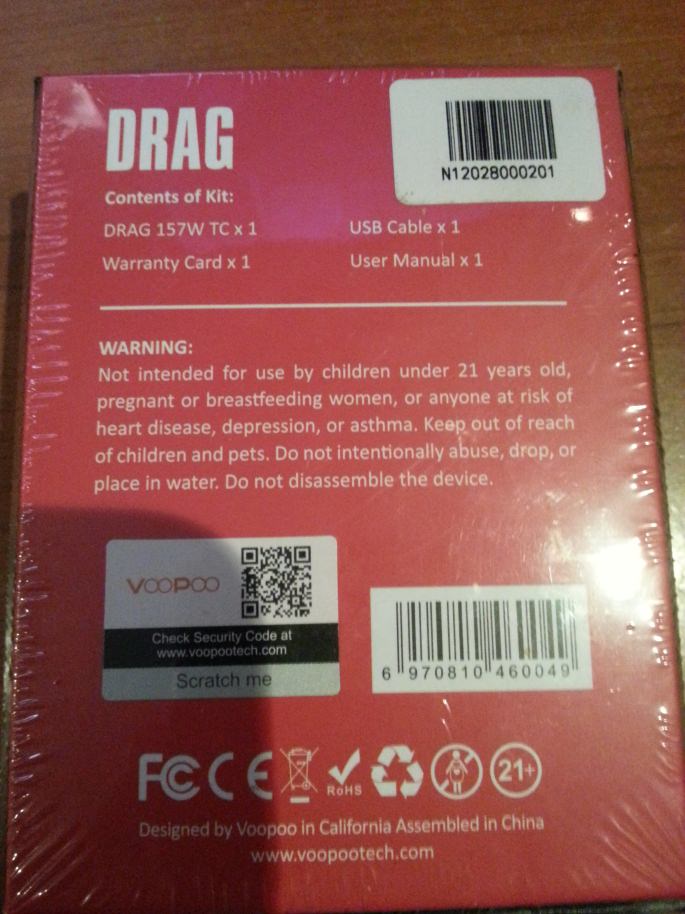 DRAG
N12028000201
Contents of Kit:
DRAG 157W TC x 1
USB Cable x 1
Warranty Card x 1
User Manual x 1
WARNING:
Not intended for use by children under 21 years old,
pregnant or breastfeeding women, or anyone at risk of
heart disease, depression, or asthma. Keep out of reach
of children and pets. Do not intentionally abuse, drop, or
place in water. Do not disassemble the device.
VOOPOO
Check Security Code at
www.voopootech.com
Scratch me
6 970810 460049
FC CE RoHS 21+
Designed by Voopoo in California Assembled in China
www.voopootech.com